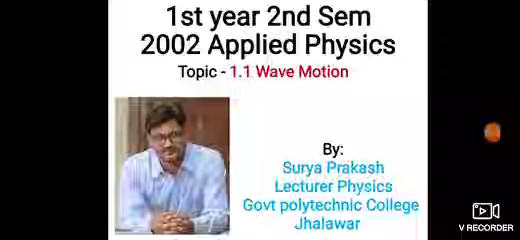 1st year 2nd Sem
2002 Applied Physics
Topic - 1.1 Wave Motion
By:
Surya Prakash
Lecturer Physics
Govt polytechnic College
Jhalawar
V RECORDER